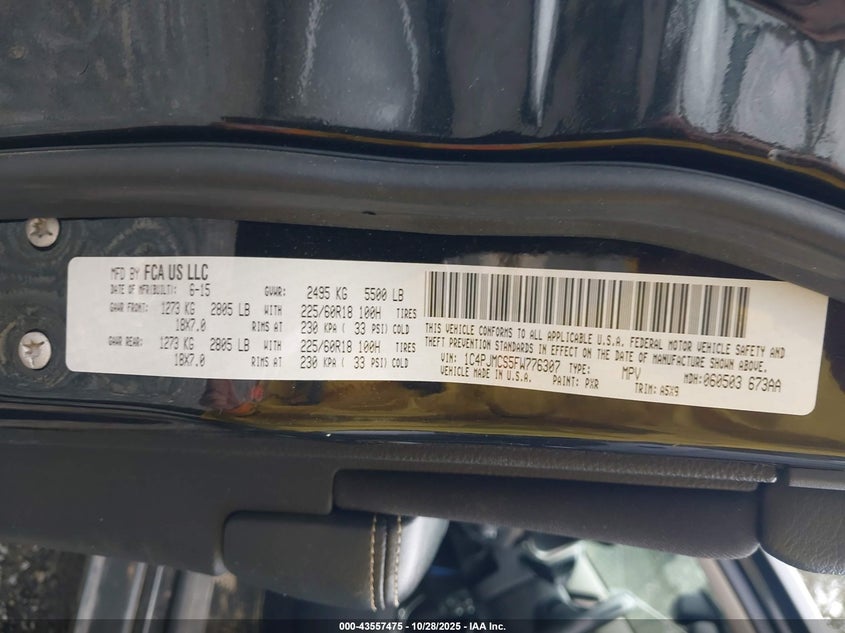 MFD BY FCA US LLC
DATE OF MFR(BUILT): 6-15 GVWR: 2495 KG 5500 LB
GAWR FRONT: 1273 KG 2805 LB WITH 225/60R18 100H TIRES
18X7.0 RIMS AT 230 KPA ( 33 PSI) COLD
GAWR REAR: 1273 KG 2805 LB WITH 225/60R18 100H TIRES
18X7.0 RIMS AT 230 KPA ( 33 PSI) COLD
THIS VEHICLE CONFORMS TO ALL APPLICABLE U.S.A. FEDERAL MOTOR VEHICLE SAFETY AND
THEFT PREVENTION STANDARDS IN EFFECT ON THE DATE OF MANUFACTURE SHOWN ABOVE.
VIN: 1C4PJMCS5FW776307 TYPE: MPV MDH: 060503 673AA
VEHICLE MADE IN U.S.A. PAINT: PXR TRIM: A5X9
000-43557475 - 10/28/2025 - IAA Inc.